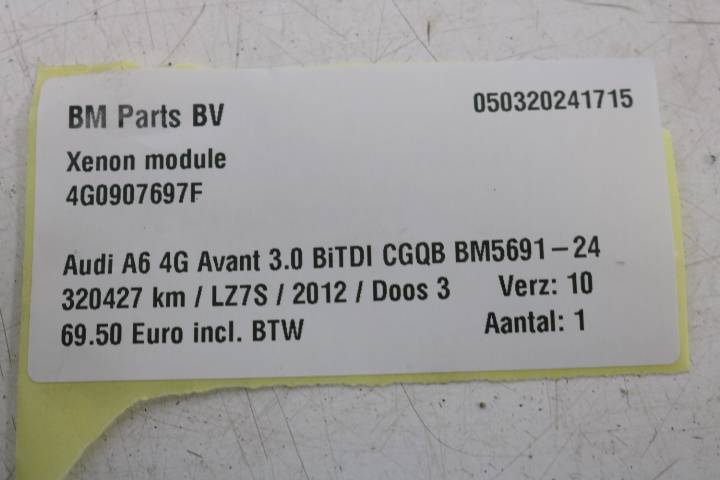 BM Parts BV 050320241715
Xenon module
4G0907697F
Audi A6 4G Avant 3.0 BiTDI CGQB BM5691-24
320427 km / LZ7S / 2012 / Doos 3 Verz: 10
69.50 Euro incl. BTW Aantal: 1